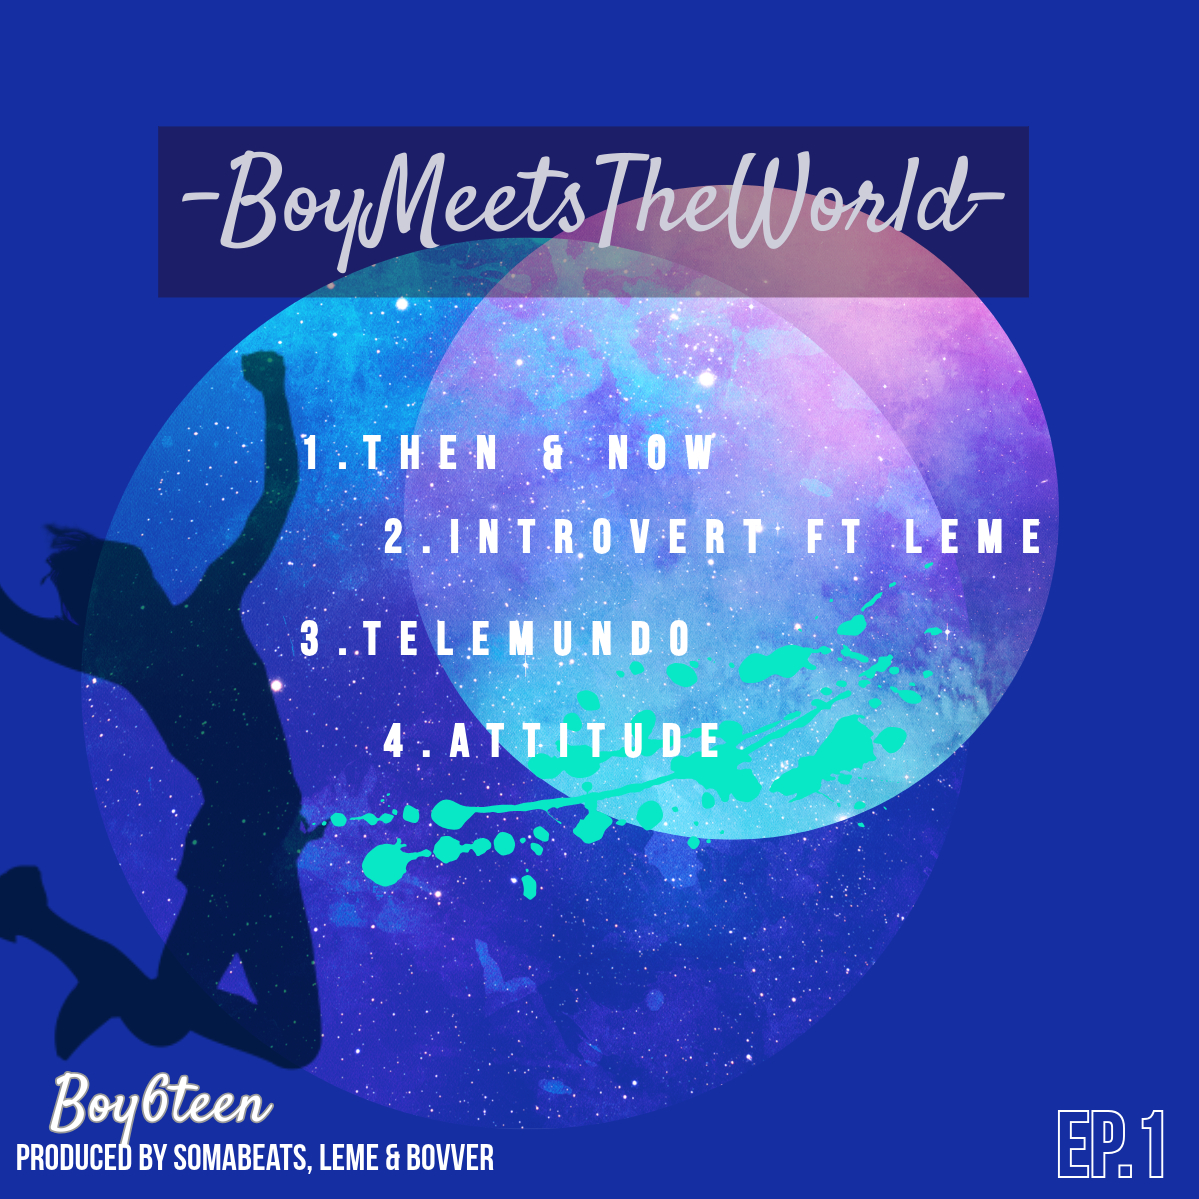 -BoyMeetsTheWorld-
1.THEN & NOW
2.INTROVERT FT LEME
3.TELEMUNDO
4.ATTITUDE
Boy6teen
PRODUCED BY SOMABEATS, LEME & BOVVER
EP.1